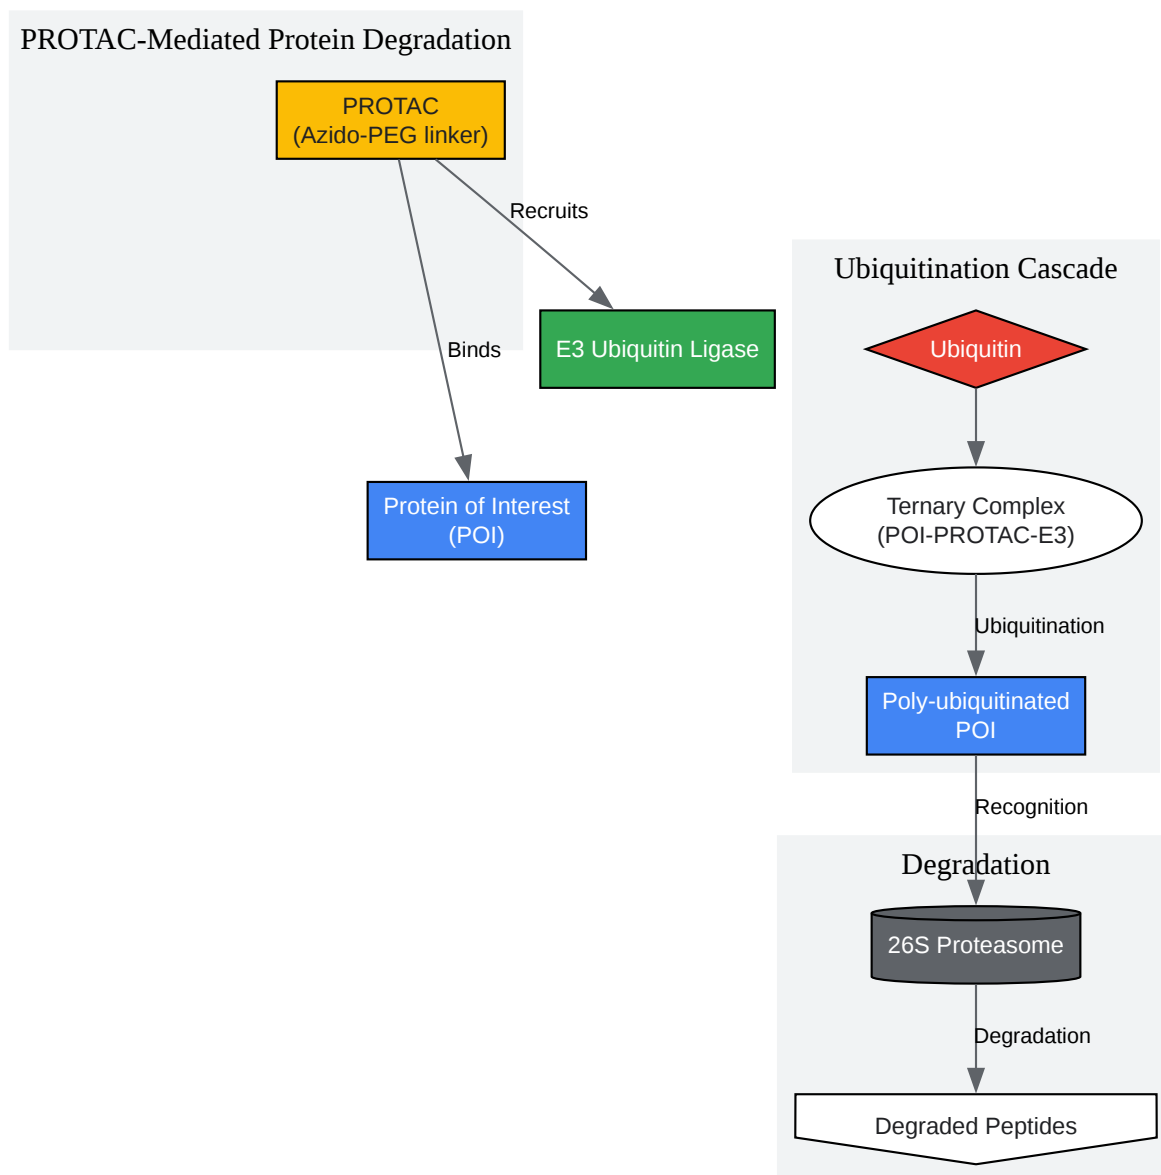 PROTAC-Mediated Protein Degradation
PROTAC
(Azido-PEG linker)
Recruits
Binds
E3 Ubiquitin Ligase
Protein of Interest
(POI)
Ubiquitination Cascade
Ubiquitin
Ternary Complex
(POI-PROTAC-E3)
Ubiquitination
Poly-ubiquitinated
POI
Recognition
Degradation
26S Proteasome
Degradation
Degraded Peptides